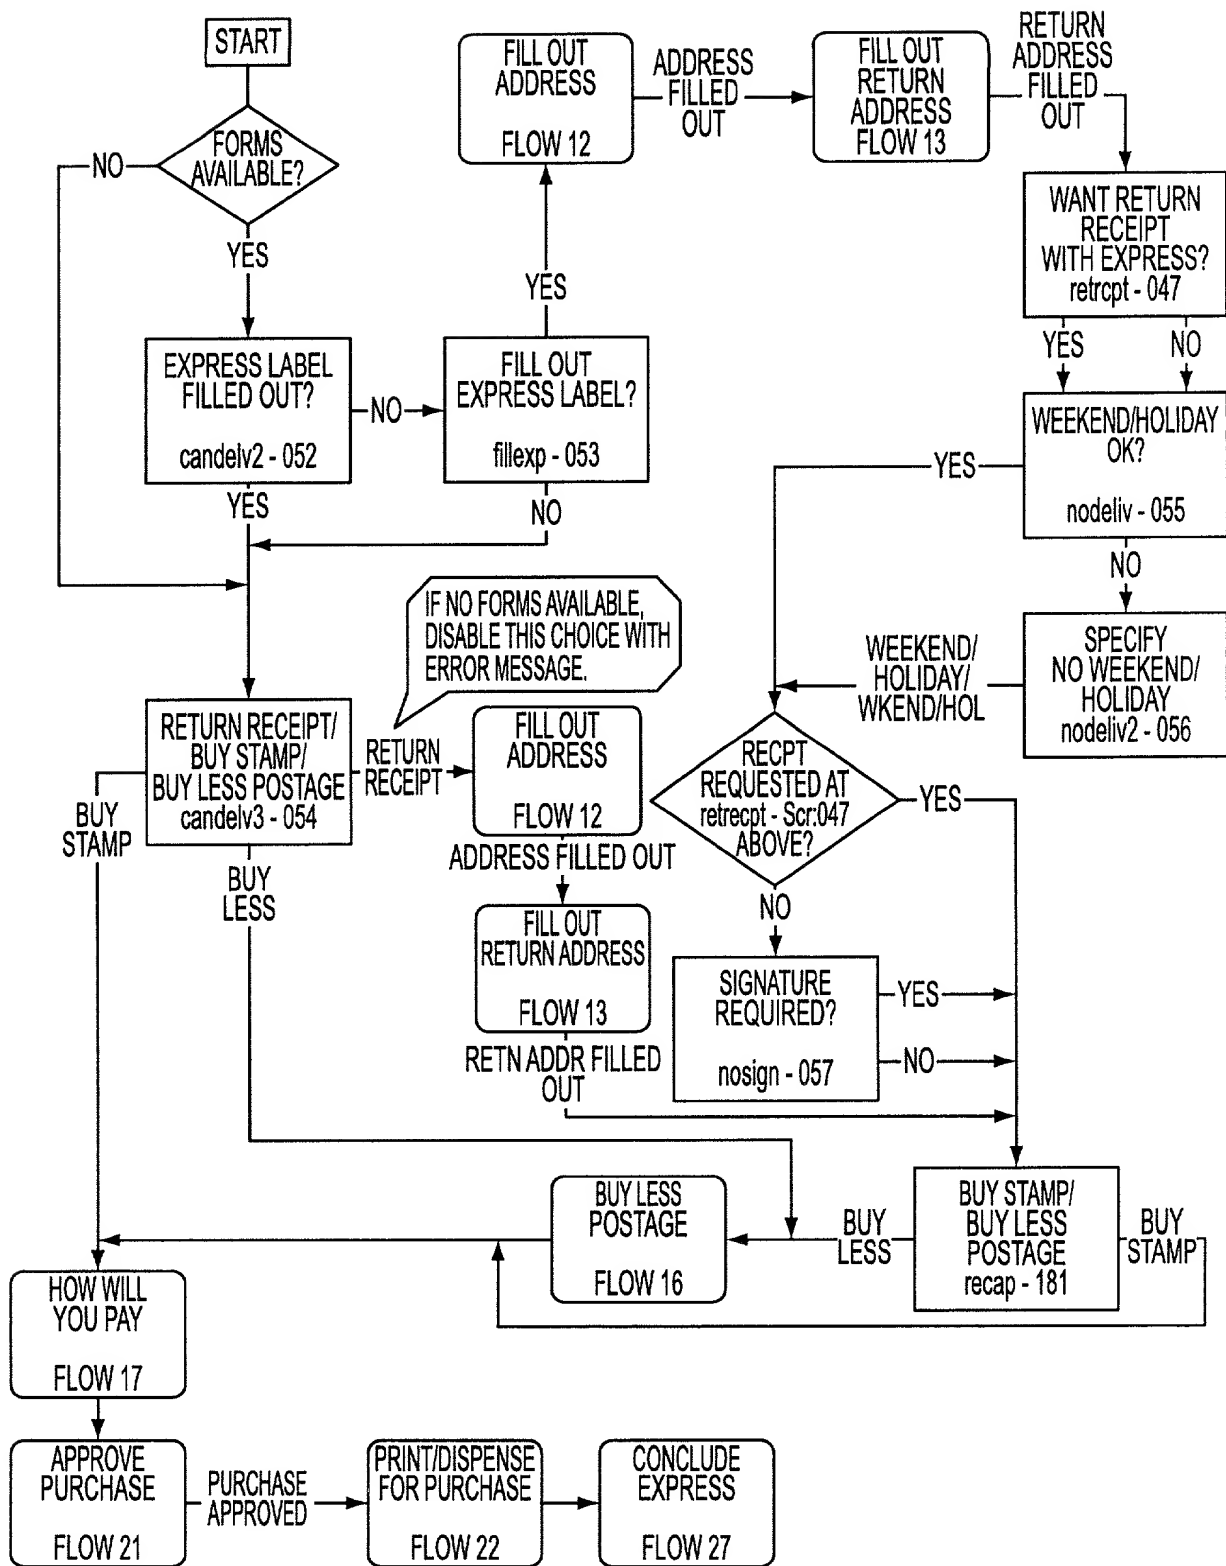 START
FORMS
AVAILABLE?
NO
YES
EXPRESS LABEL
FILLED OUT?
candelv2 - 052
NO
YES
FILL OUT
EXPRESS LABEL?
fillexp - 053
YES
NO
FILL OUT
ADDRESS
FLOW 12
ADDRESS
FILLED
OUT
FILL OUT
RETURN
ADDRESS
FLOW 13
RETURN
ADDRESS
FILLED
OUT
WANT RETURN
RECEIPT
WITH EXPRESS?
retrcpt - 047
YES
NO
WEEKEND/HOLIDAY
OK?
nodeliv - 055
YES
NO
SPECIFY
NO WEEKEND/
HOLIDAY
nodeliv2 - 056
WEEKEND/
HOLIDAY/
WKEND/HOL
IF NO FORMS AVAILABLE,
DISABLE THIS CHOICE WITH
ERROR MESSAGE.
RETURN RECEIPT/
BUY STAMP/
BUY LESS POSTAGE
candelv3 - 054
RETURN
RECEIPT
BUY
STAMP
BUY
LESS
FILL OUT
ADDRESS
FLOW 12
ADDRESS FILLED OUT
FILL OUT
RETURN ADDRESS
FLOW 13
RETN ADDR FILLED
OUT
RECPT
REQUESTED AT
retrecpt - Scr:047
ABOVE?
YES
NO
SIGNATURE
REQUIRED?
nosign - 057
YES
NO
BUY STAMP/
BUY LESS
POSTAGE
recap - 181
BUY
LESS
BUY
STAMP
BUY LESS
POSTAGE
FLOW 16
HOW WILL
YOU PAY
FLOW 17
APPROVE
PURCHASE
FLOW 21
PURCHASE
APPROVED
PRINT/DISPENSE
FOR PURCHASE
FLOW 22
CONCLUDE
EXPRESS
FLOW 27